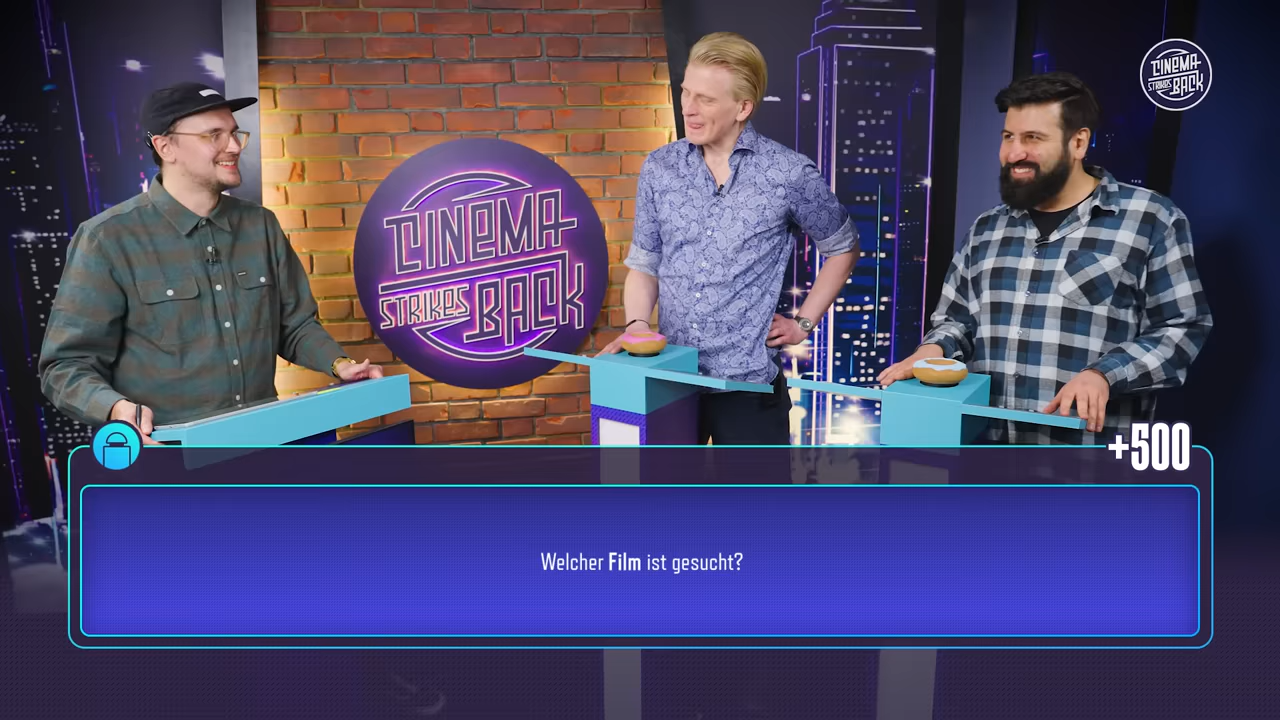 CINEMA
STRIKES BACK
CINEMA
STRIKES BACK
+500
Welcher Film ist gesucht?